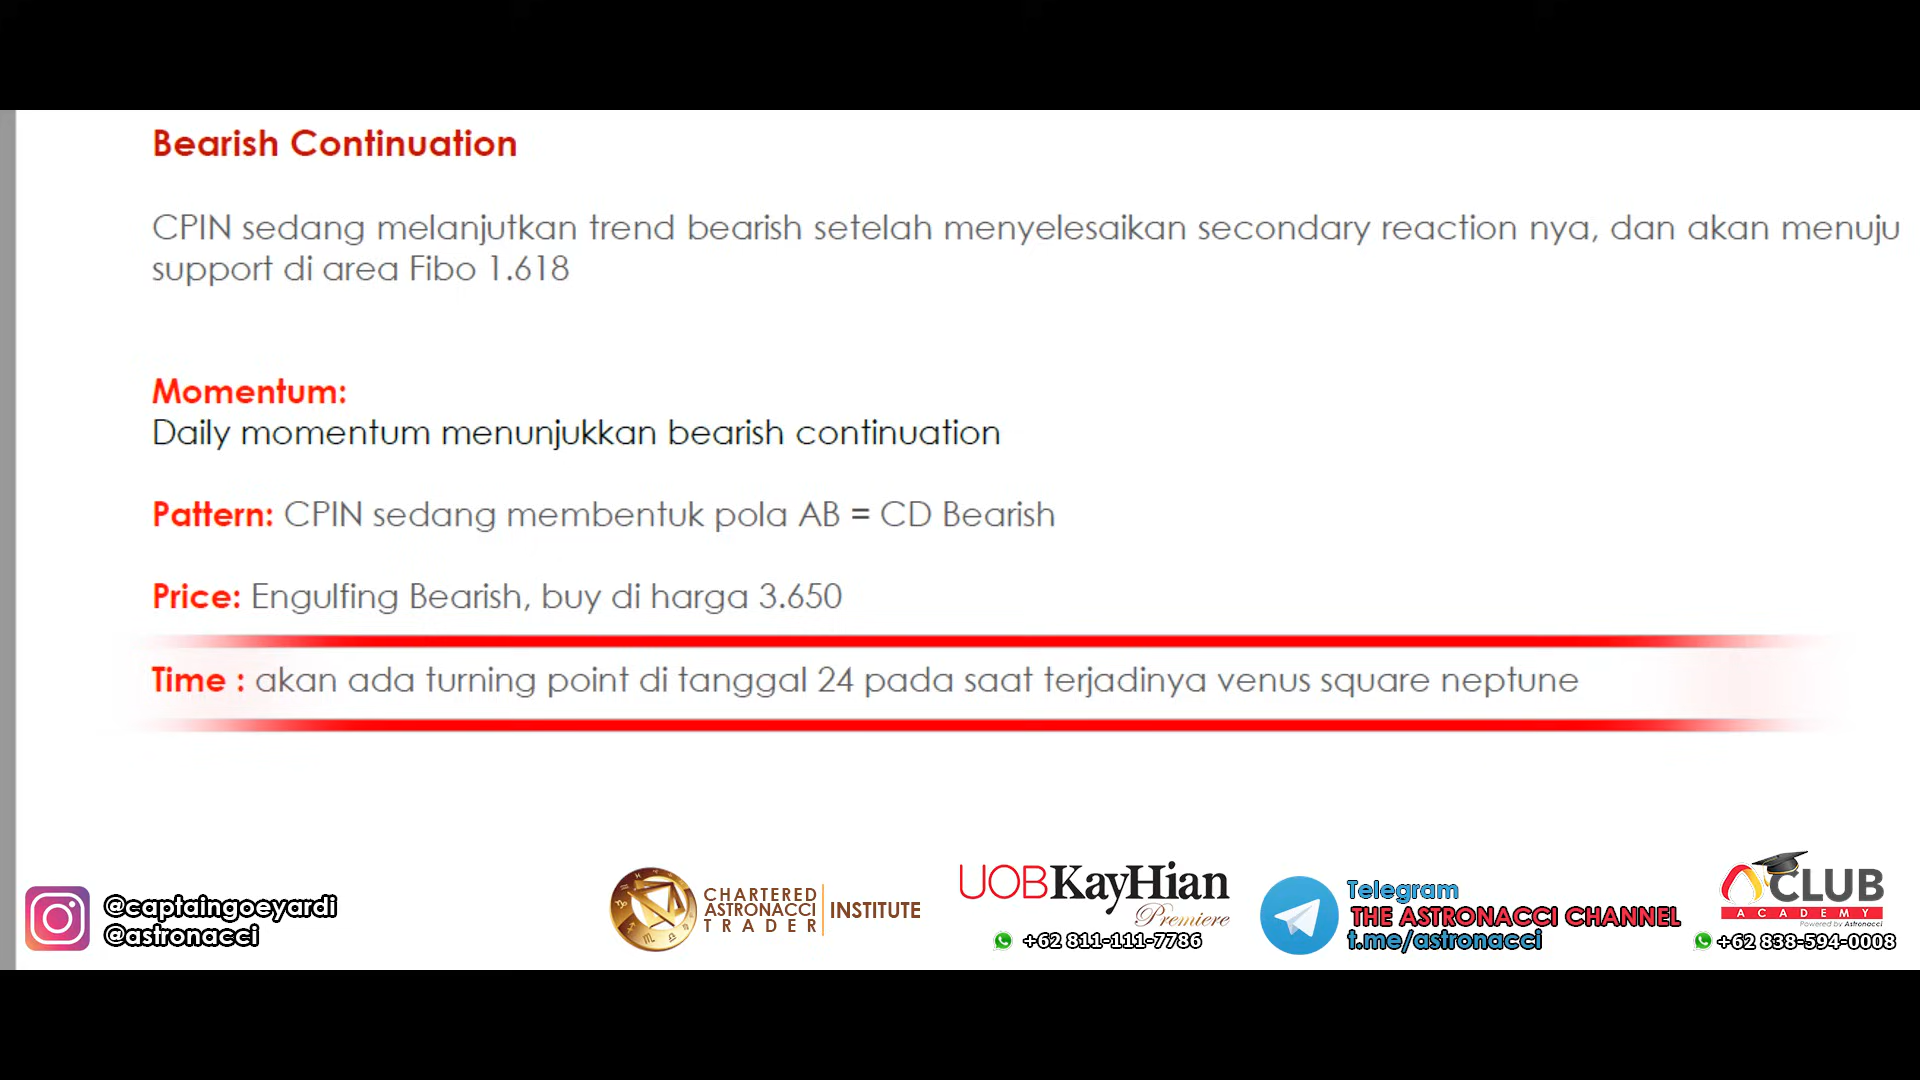 Bearish Continuation
CPIN sedang melanjutkan trend bearish setelah menyelesaikan secondary reaction nya, dan akan menuju
support di area Fibo 1.618
Momentum:
Daily momentum menunjukkan bearish continuation
Pattern: CPIN sedang membentuk pola AB = CD Bearish
Price: Engulfing Bearish, buy di harga 3.650
Time : akan ada turning point di tanggal 24 pada saat terjadinya venus square neptune
@captaingoeyardi
@astronacci
CHARTERED
ASTRONACCI
TRADER
INSTITUTE
UOBKayHian
Premiere
+62 811-111-7786
Telegram
THE ASTRONACCI CHANNEL
t.me/astronacci
CLUB
ACADEMY
Powered by Astronacci
+62 838-594-0008